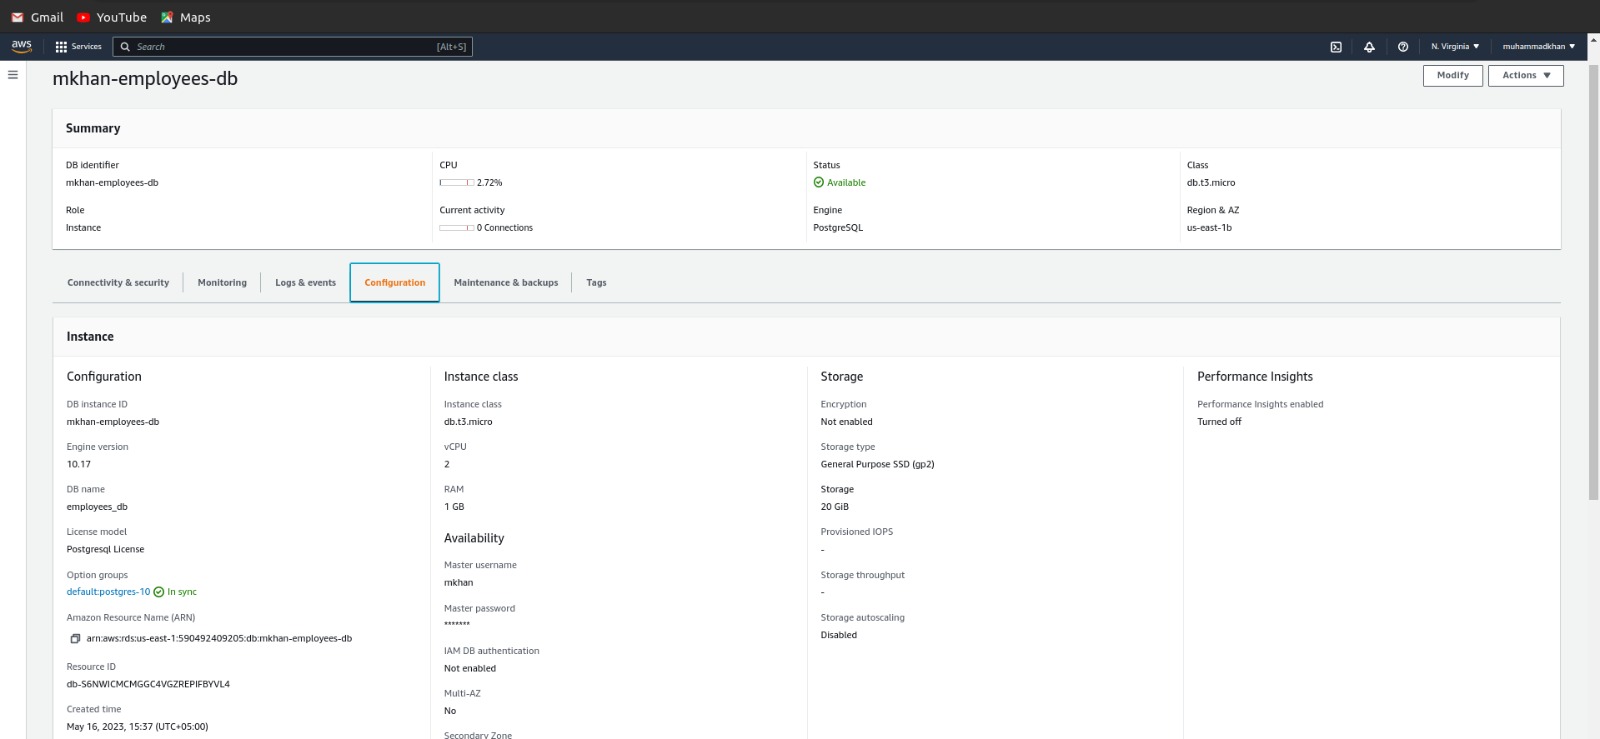 Gmail YouTube Maps
aws Services Search [Alt+S] N. Virginia muhammadkhan
mkhan-employees-db
Modify Actions
Summary
DB identifier
mkhan-employees-db
CPU
2.72%
Status
Available
Class
db.t3.micro
Role
Instance
Current activity
0 Connections
Engine
PostgreSQL
Region & AZ
us-east-1b
Connectivity & security Monitoring Logs & events Configuration Maintenance & backups Tags
Instance
Configuration
DB instance ID
mkhan-employees-db
Engine version
10.17
DB name
employees_db
License model
Postgresql License
Option groups
default:postgres-10 In sync
Amazon Resource Name (ARN)
arn:aws:rds:us-east-1:590492409205:db:mkhan-employees-db
Resource ID
db-S6NWICMCMGGC4VGZREPIFBYVL4
Created time
May 16, 2023, 15:37 (UTC+05:00)
Instance class
Instance class
db.t3.micro
vCPU
2
RAM
1 GB
Availability
Master username
mkhan
Master password
*******
IAM DB authentication
Not enabled
Multi-AZ
No
Secondary Zone
Storage
Encryption
Not enabled
Storage type
General Purpose SSD (gp2)
Storage
20 GiB
Provisioned IOPS
-
Storage throughput
-
Storage autoscaling
Disabled
Performance Insights
Performance Insights enabled
Turned off